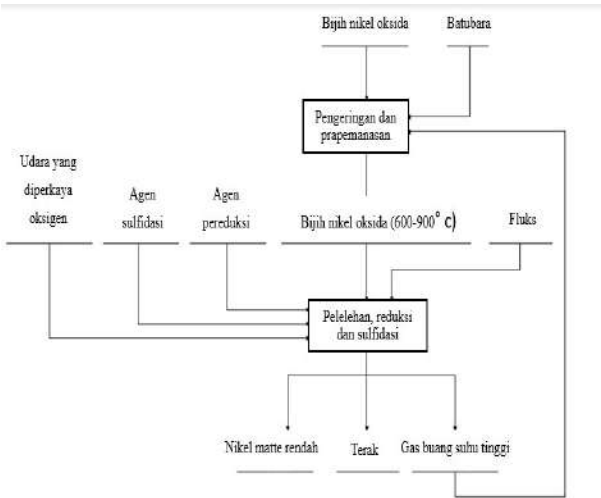 Bijih nikel oksida
Batubara
Pengeringan dan
prapemanasan
Udara yang
diperkaya
oksigen
Agen
sulfidasi
Agen
pereduksi
Bijih nikel oksida (600-900° c)
Fluks
Pelelehan, reduksi
dan sulfidasi
Nikel matte rendah
Terak
Gas buang suhu tinggi